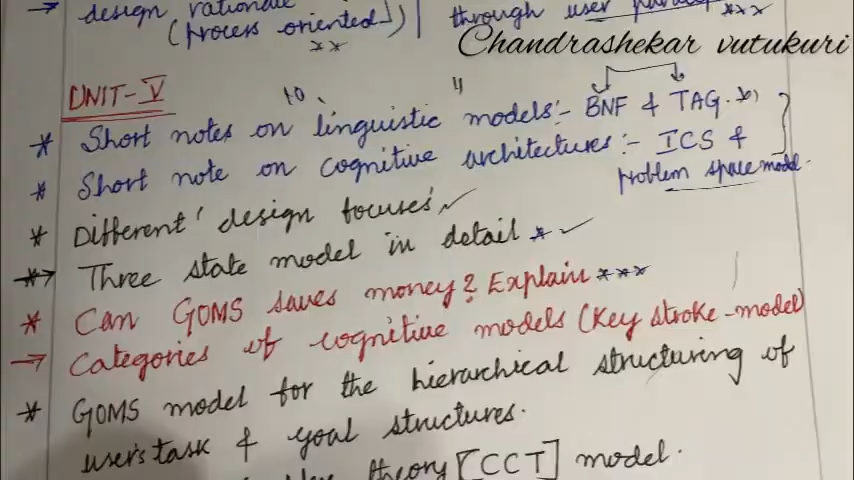 → design rationale | through user
(process oriented) **
***
Chandrashekar vutukuri
UNIT-V
* Short notes on linguistic models:- BNF & TAG.
* Short note on cognitive architectures:- ICS &
problem space model.
* Different design focuses ✓
*→ Three state model in detail * ✓
* Can GOMS saves money? Explain ***
→ Categories of cognitive models (Key stroke-model)
* GOMS model for the hierarchical structuring of
user's task & goal structures.
theory [CCT] model.